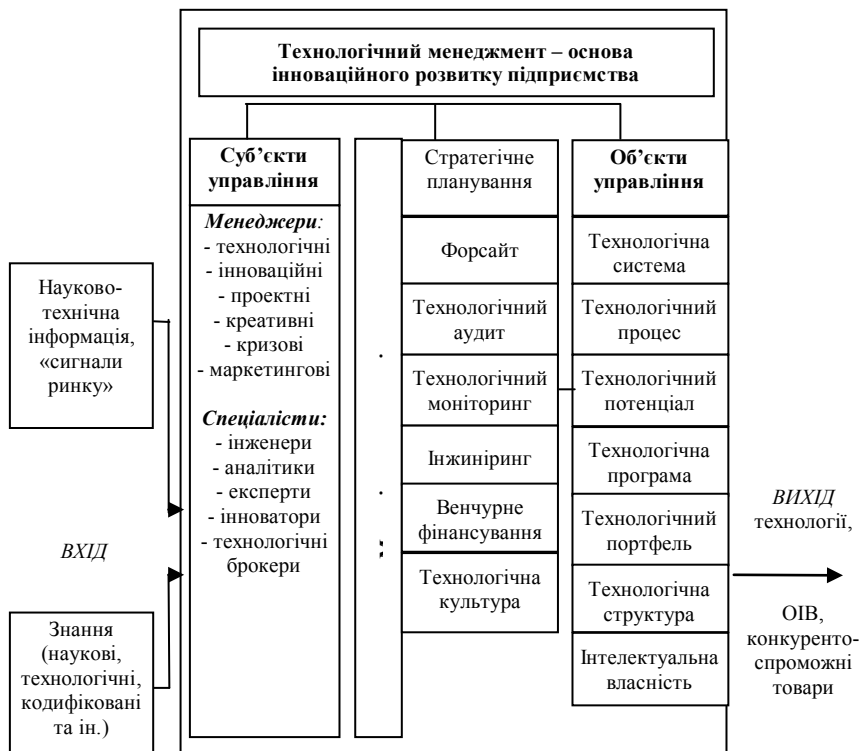 Технологічний менеджмент – основа
інноваційного розвитку підприємства
Суб’єкти
управління
Менеджери:
- технологічні
- інноваційні
- проектні
- креативні
- кризові
- маркетингові
Спеціалісти:
- інженери
- аналітики
- експерти
- інноватори
- технологічні
брокери
Стратегічне
планування
Форсайт
Технологічний
аудит
Технологічний
моніторинг
Інжиніринг
Венчурне
фінансування
Технологічна
культура
Об’єкти
управління
Технологічна
система
Технологічний
процес
Технологічний
потенціал
Технологічна
програма
Технологічний
портфель
Технологічна
структура
Інтелектуальна
власність
Науково-
технічна
інформація,
«сигнали
ринку»
ВХІД
Знання
(наукові,
технологічні,
кодифіковані
та ін.)
ВИХІД
технології,
ОІВ,
конкуренто-
спроможні
товари